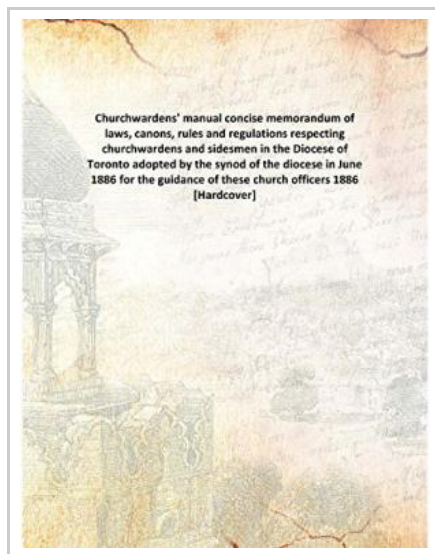 Churchwardens' manual concise memorandum of
laws, canons, rules and regulations respecting
churchwardens and sidesmen in the Diocese of
Toronto adopted by the synod of the diocese in June
1886 for the guidance of these church officers 1886
[Hardcover]